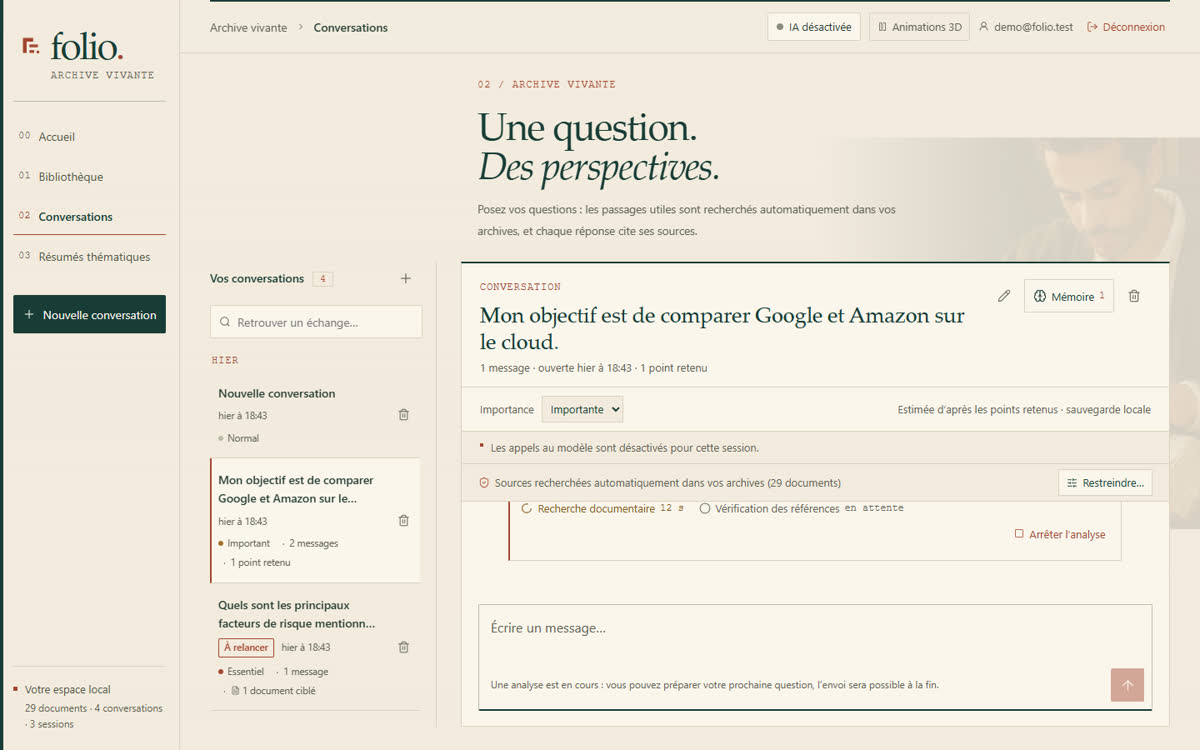 folio.
ARCHIVE VIVANTE
00 Accueil
01 Bibliothèque
02 Conversations
03 Résumés thématiques
+ Nouvelle conversation
Votre espace local
29 documents · 4 conversations
· 3 sessions
Archive vivante > Conversations
IA désactivée
Animations 3D
demo@folio.test
Déconnexion
02 / ARCHIVE VIVANTE
Une question.
Des perspectives.
Posez vos questions : les passages utiles sont recherchés automatiquement dans vos
archives, et chaque réponse cite ses sources.
Vos conversations 4 +
Retrouver un échange...
HIER
Nouvelle conversation
hier à 18:43
Normal
Mon objectif est de comparer
Google et Amazon sur le...
hier à 18:43
Important · 2 messages
· 1 point retenu
Quels sont les principaux
facteurs de risque mentionn...
À relancer hier à 18:43
Essentiel · 1 message
· 1 document ciblé
CONVERSATION
Mon objectif est de comparer Google et Amazon sur
le cloud.
1 message · ouverte hier à 18:43 · 1 point retenu
Mémoire 1
Importance Importante
Estimée d'après les points retenus · sauvegarde locale
Les appels au modèle sont désactivés pour cette session.
Sources recherchées automatiquement dans vos archives (29 documents)
Restreindre...
Recherche documentaire 12 s Vérification des références en attente
Arrêter l'analyse
Écrire un message...
Une analyse est en cours : vous pouvez préparer votre prochaine question, l'envoi sera possible à la fin.